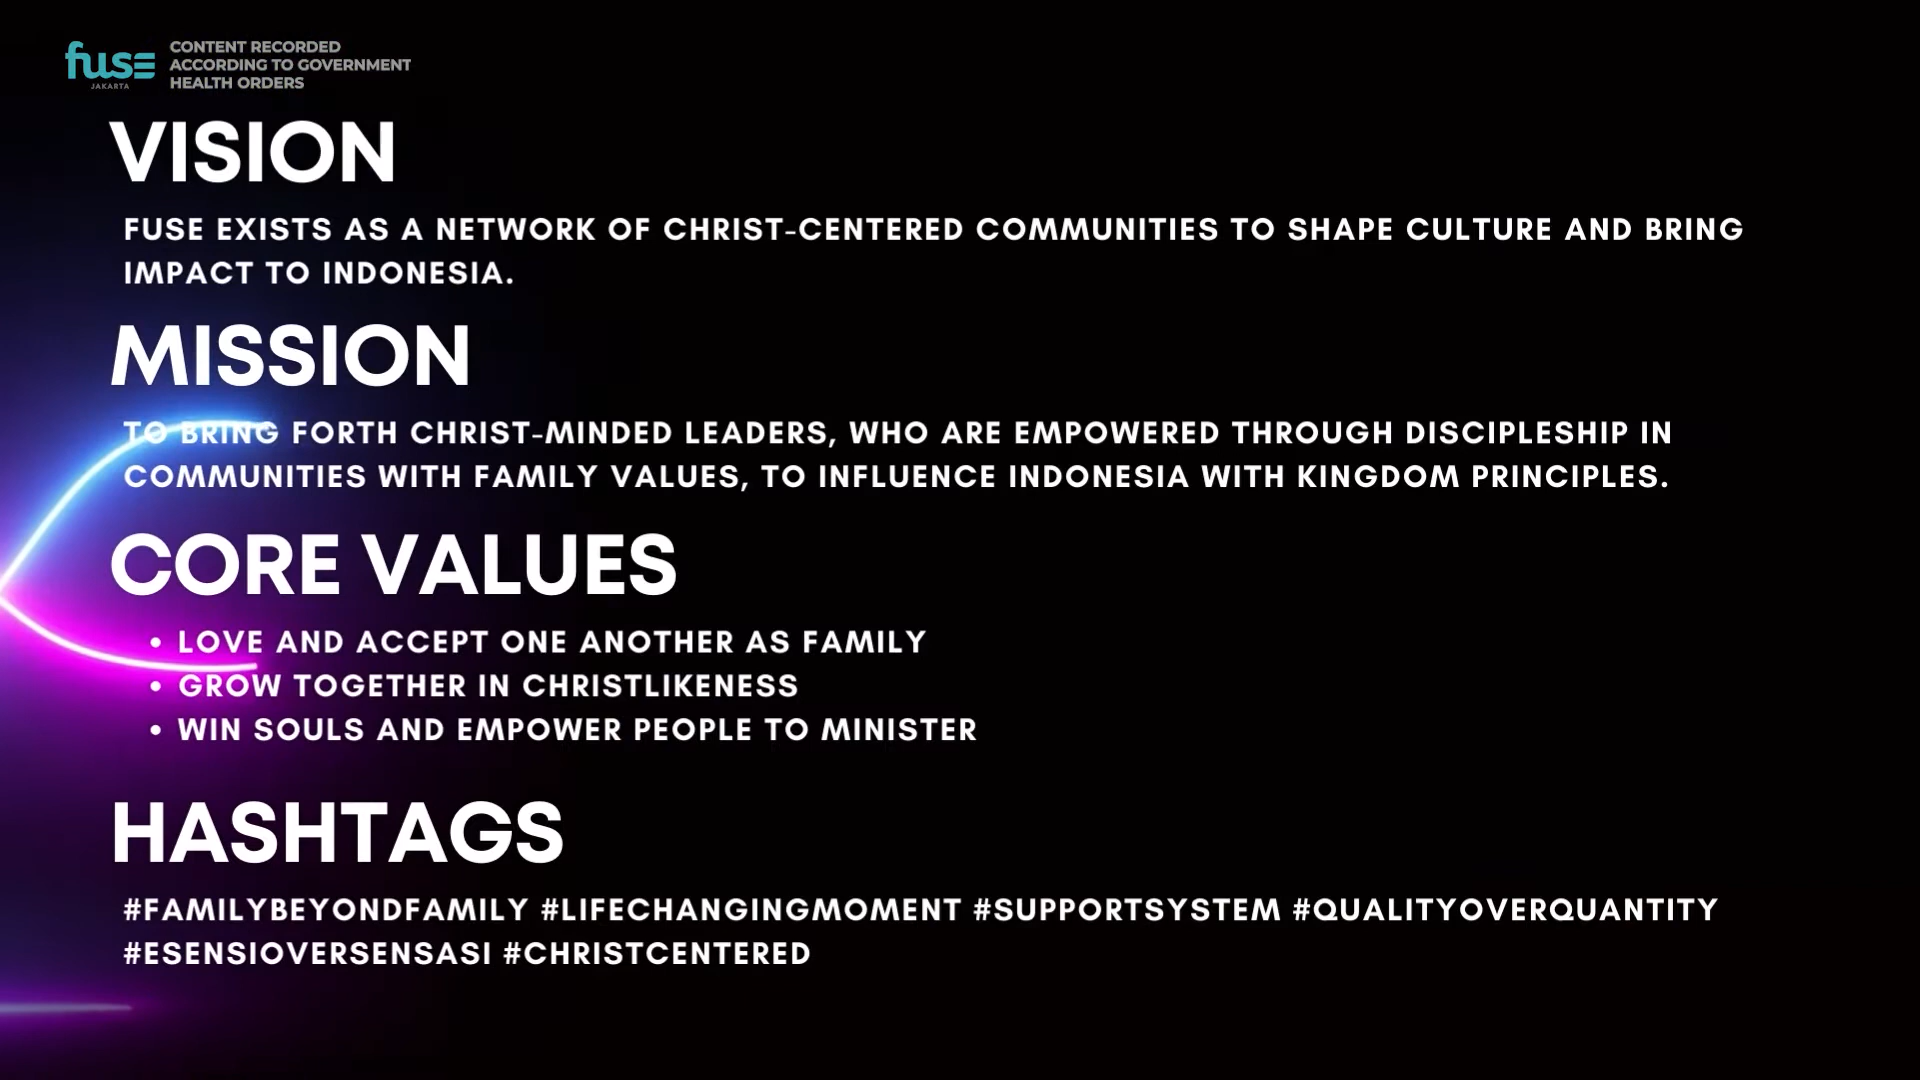 fuse
JAKARTA
CONTENT RECORDED
ACCORDING TO GOVERNMENT
HEALTH ORDERS
VISION
FUSE EXISTS AS A NETWORK OF CHRIST-CENTERED COMMUNITIES TO SHAPE CULTURE AND BRING
IMPACT TO INDONESIA.
MISSION
TO BRING FORTH CHRIST-MINDED LEADERS, WHO ARE EMPOWERED THROUGH DISCIPLESHIP IN
COMMUNITIES WITH FAMILY VALUES, TO INFLUENCE INDONESIA WITH KINGDOM PRINCIPLES.
CORE VALUES
• LOVE AND ACCEPT ONE ANOTHER AS FAMILY
• GROW TOGETHER IN CHRISTLIKENESS
• WIN SOULS AND EMPOWER PEOPLE TO MINISTER
HASHTAGS
#FAMILYBEYONDFAMILY #LIFECHANGINGMOMENT #SUPPORTSYSTEM #QUALITYOVERQUANTITY
#ESENSIOVERSENSASI #CHRISTCENTERED